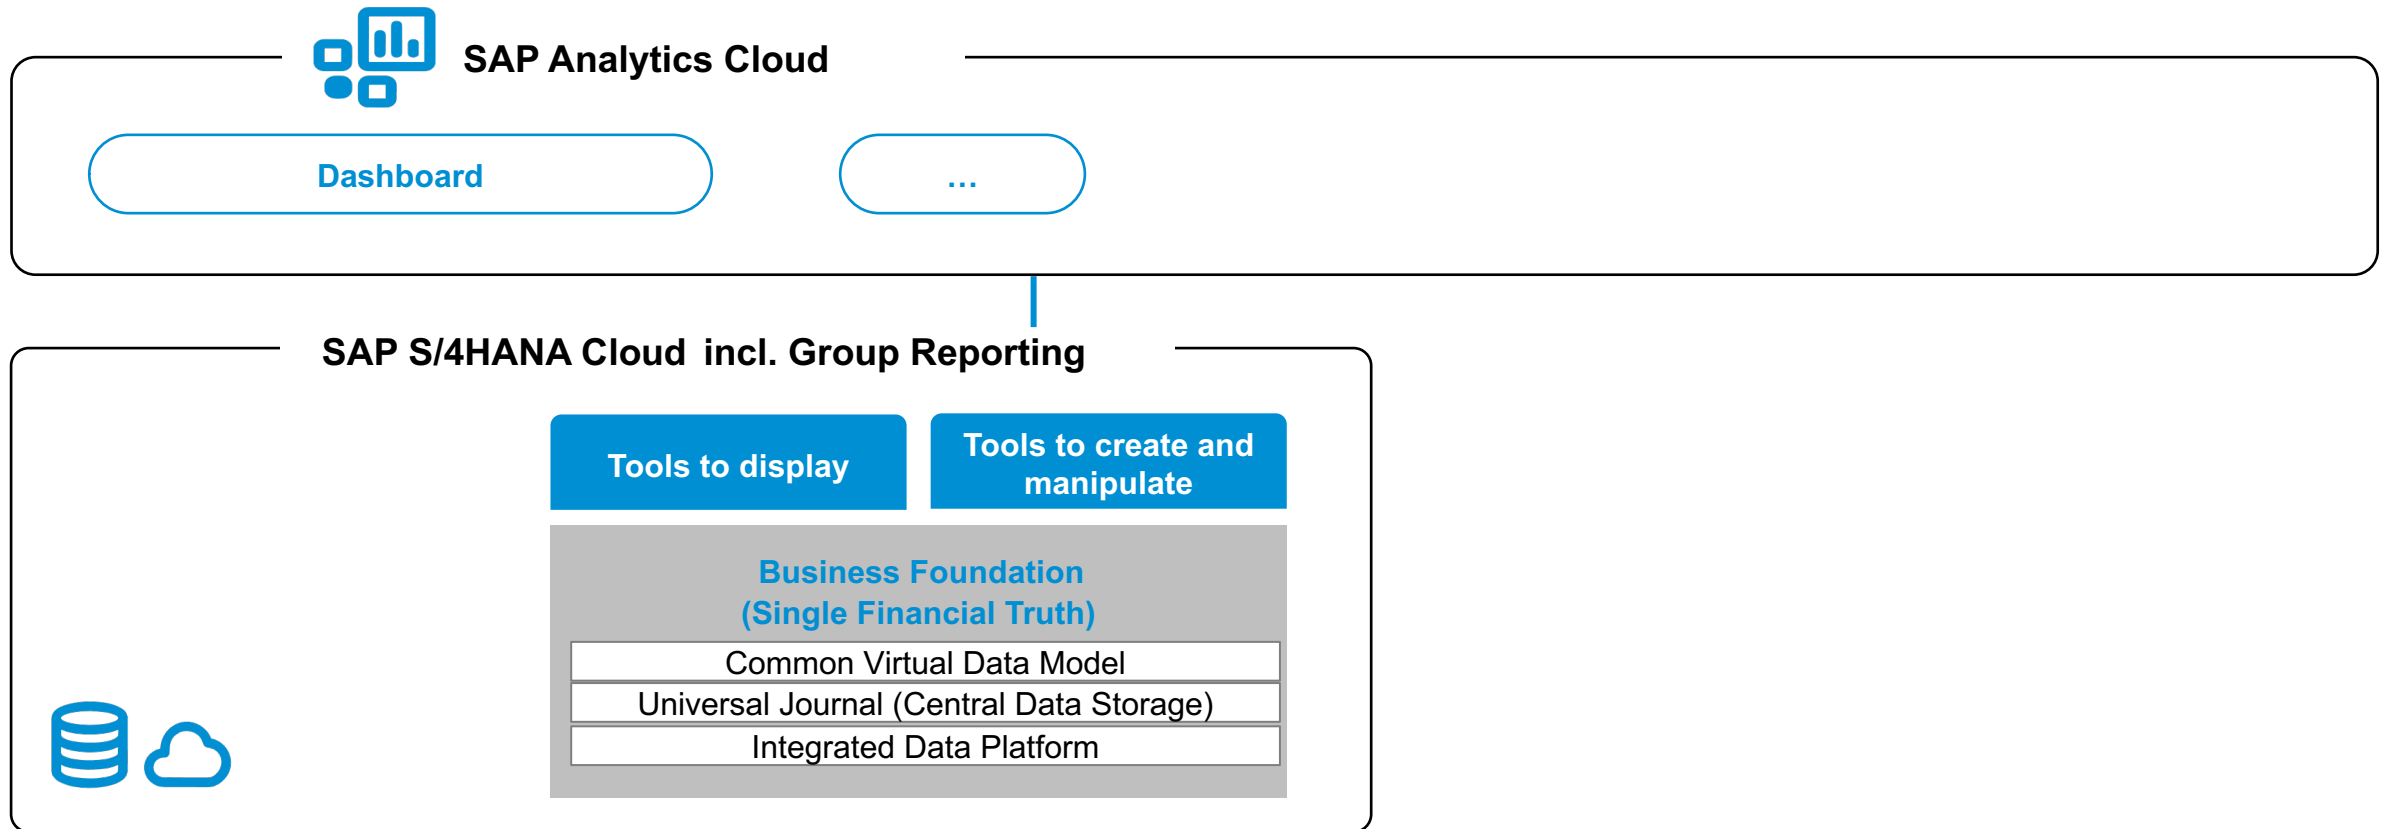 SAP Analytics Cloud
Dashboard
...
SAP S/4HANA Cloud incl. Group Reporting
Tools to display
Tools to create and
manipulate
Business Foundation
(Single Financial Truth)
Common Virtual Data Model
Universal Journal (Central Data Storage)
Integrated Data Platform